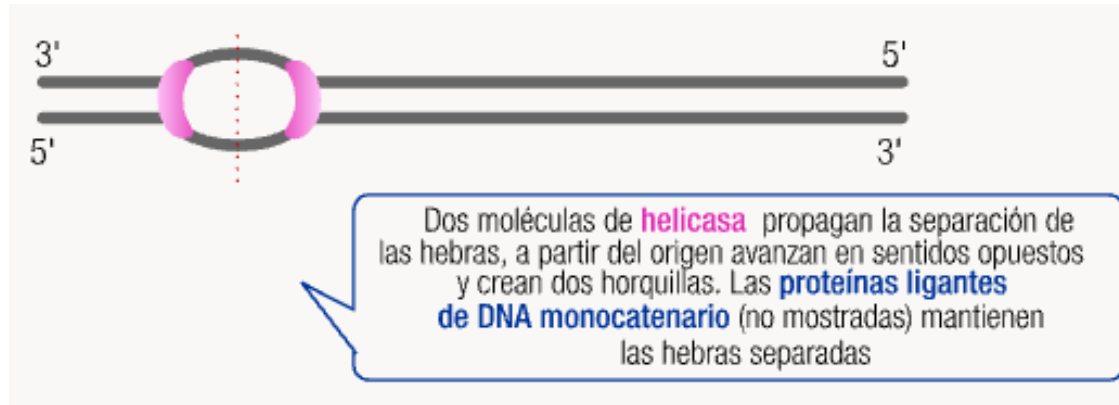 3'
5'
5'
3'
Dos moléculas de helicasa propagan la separación de
las hebras, a partir del origen avanzan en sentidos opuestos
y crean dos horquillas. Las proteínas ligantes
de DNA monocatenario (no mostradas) mantienen
las hebras separadas